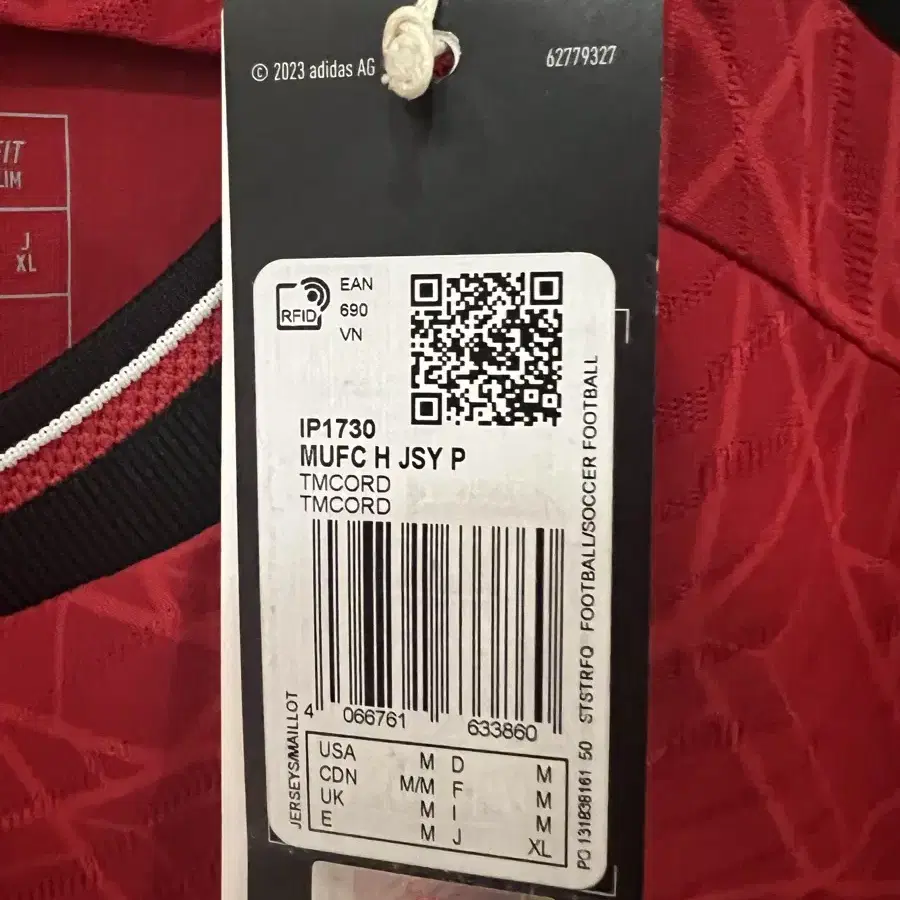 © 2023 adidas AG
62779327
FIT
J
XL
RFID
EAN
690
VN
IP1730
MUFC H JSY P
TMCORD
TMCORD
4 066761 633860
JERSEYS/MAILLOT
USA M D M
CDN M/M F M
UK M I M
E M J XL
PO 131838161 50 STSTRFO FOOTBALL/SOCCER FOOTBALL